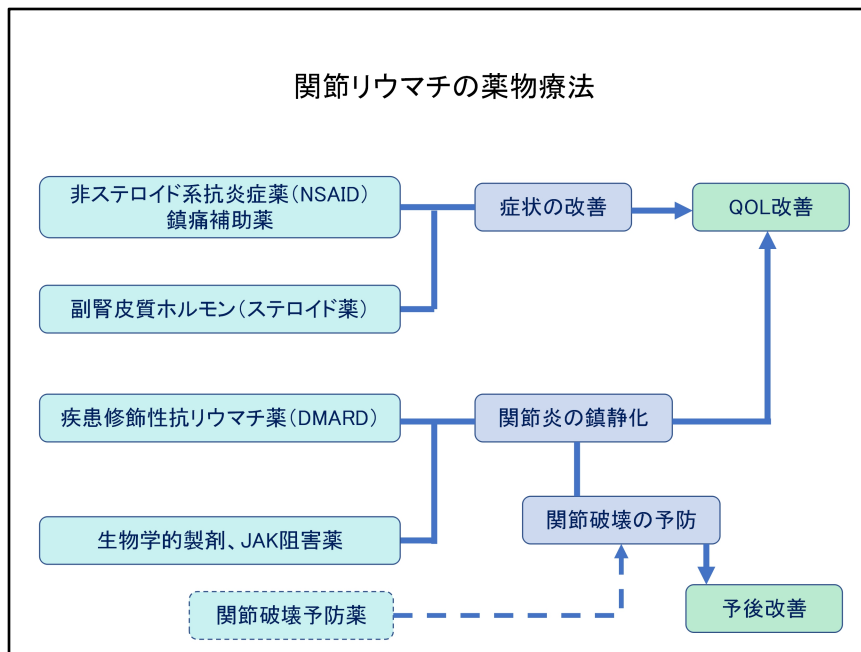 関節リウマチの薬物療法
非ステロイド系抗炎症薬(NSAID)
鎮痛補助薬
症状の改善
QOL改善
副腎皮質ホルモン(ステロイド薬)
疾患修飾性抗リウマチ薬(DMARD)
関節炎の鎮静化
生物学的製剤、JAK阻害薬
関節破壊の予防
関節破壊予防薬
予後改善